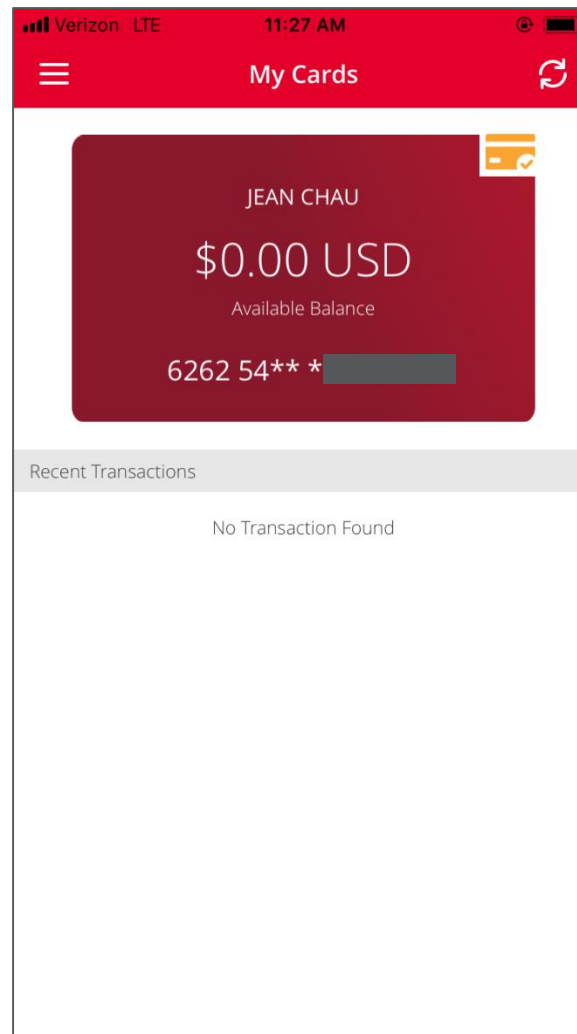 Verizon LTE 11:27 AM
My Cards
JEAN CHAU
$0.00 USD
Available Balance
6262 54** *
Recent Transactions
No Transaction Found